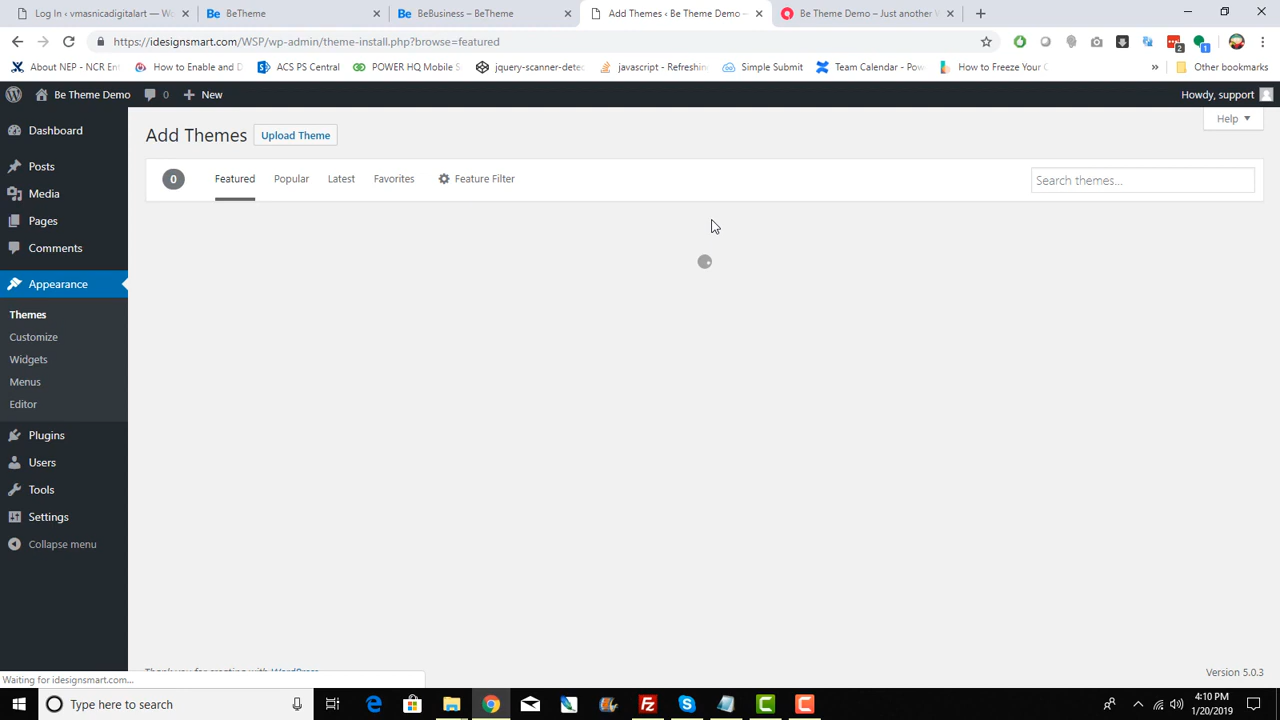 Log In ‹ vmanicadigitalart — Wo
BeTheme
BeBusiness – BeTheme
Add Themes ‹ Be Theme Demo –
Be Theme Demo – Just another W
https://idesignsmart.com/WSP/wp-admin/theme-install.php?browse=featured
2
1
About NEP - NCR Ent
How to Enable and D
ACS PS Central
POWER HQ Mobile S
jquery-scanner-detec
javascript - Refreshin
Simple Submit
Team Calendar - Pow
How to Freeze Your C
»
Other bookmarks
Be Theme Demo
0
New
Howdy, support
Dashboard
Posts
Media
Pages
Comments
Appearance
Themes
Customize
Widgets
Menus
Editor
Plugins
Users
Tools
Settings
Collapse menu
Add Themes
Upload Theme
Help
0
Featured
Popular
Latest
Favorites
Feature Filter
Search themes...
Thank you for creating with WordPress
Version 5.0.3
Waiting for idesignsmart.com...
Type here to search
4:10 PM
1/20/2019